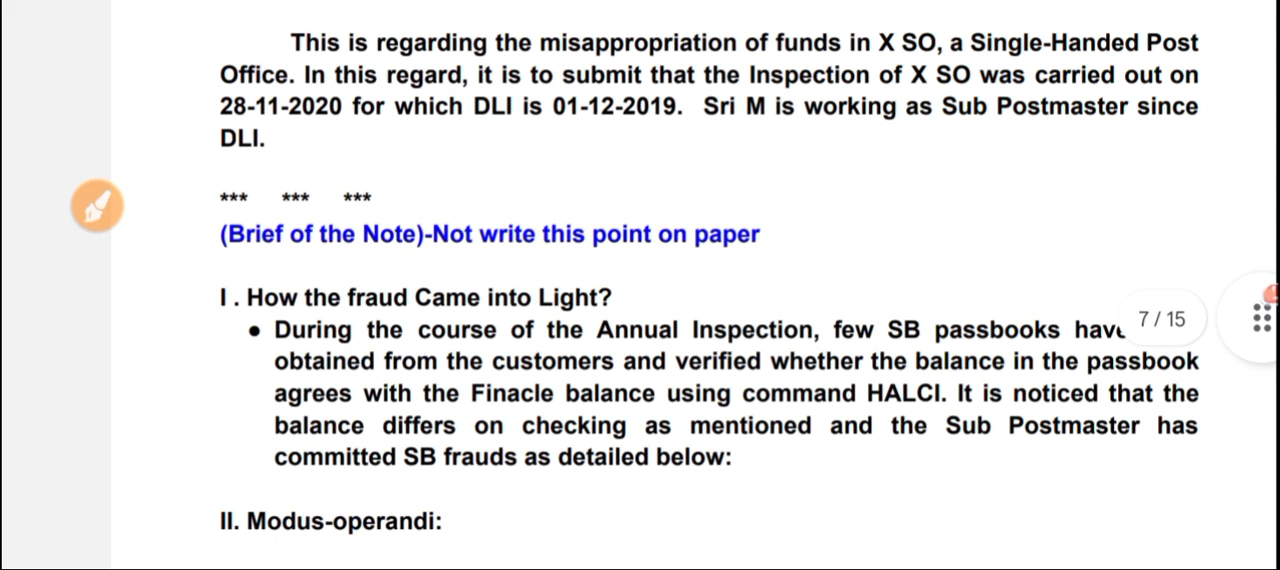 This is regarding the misappropriation of funds in X SO, a Single-Handed Post
Office. In this regard, it is to submit that the Inspection of X SO was carried out on
28-11-2020 for which DLI is 01-12-2019. Sri M is working as Sub Postmaster since
DLI.
*** *** ***
(Brief of the Note)-Not write this point on paper
I . How the fraud Came into Light?
• During the course of the Annual Inspection, few SB passbooks have
7 / 15
obtained from the customers and verified whether the balance in the passbook
agrees with the Finacle balance using command HALCI. It is noticed that the
balance differs on checking as mentioned and the Sub Postmaster has
committed SB frauds as detailed below:
II. Modus-operandi: